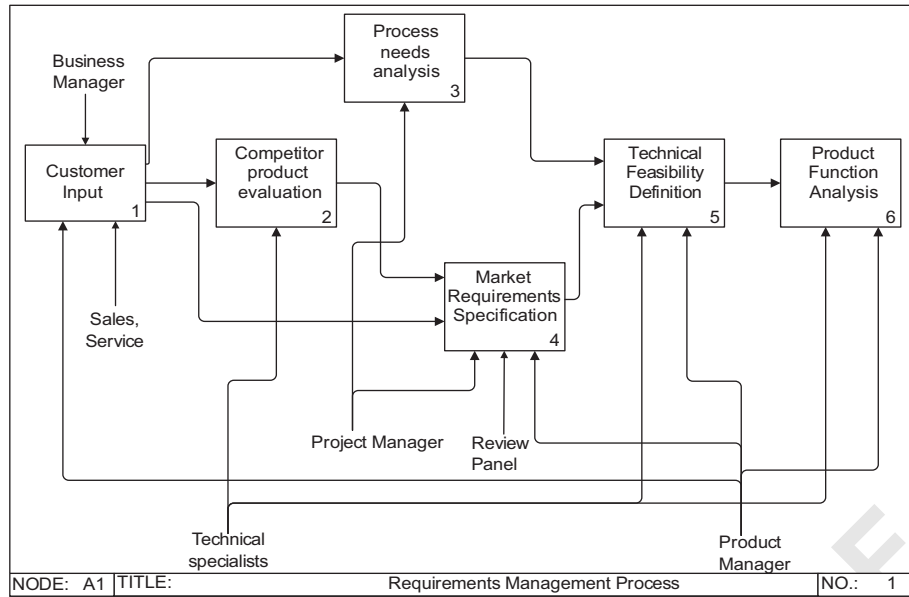 Process
needs
analysis
3
Business
Manager
Customer
Input
1
Competitor
product
evaluation
2
Technical
Feasibility
Definition
5
Product
Function
Analysis
6
Market
Requirements
Specification
4
Sales,
Service
Project Manager
Review
Panel
Technical
specialists
Product
Manager
NODE: A1 TITLE: Requirements Management Process NO.: 1